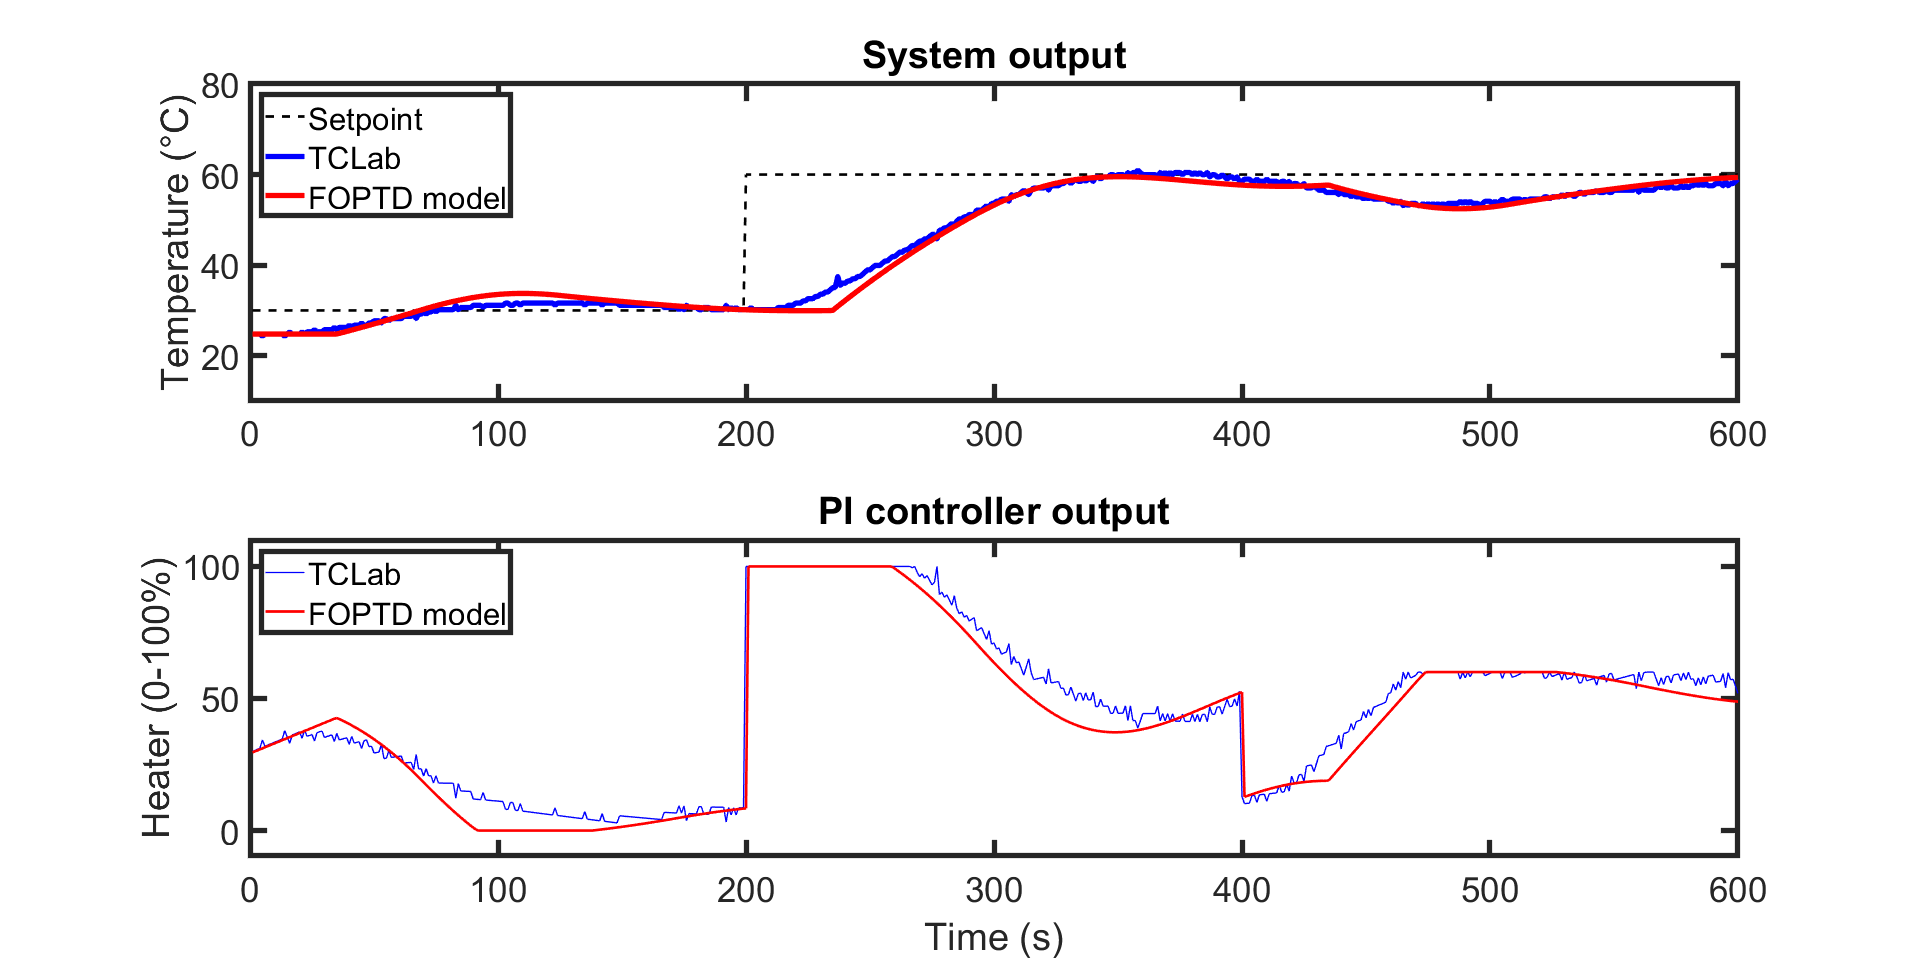 System output
80
60
40
20
Temperature (°C)
Setpoint
TCLab
FOPTD model
0 100 200 300 400 500 600
PI controller output
100
50
0
Heater (0-100%)
TCLab
FOPTD model
0 100 200 300 400 500 600
Time (s)